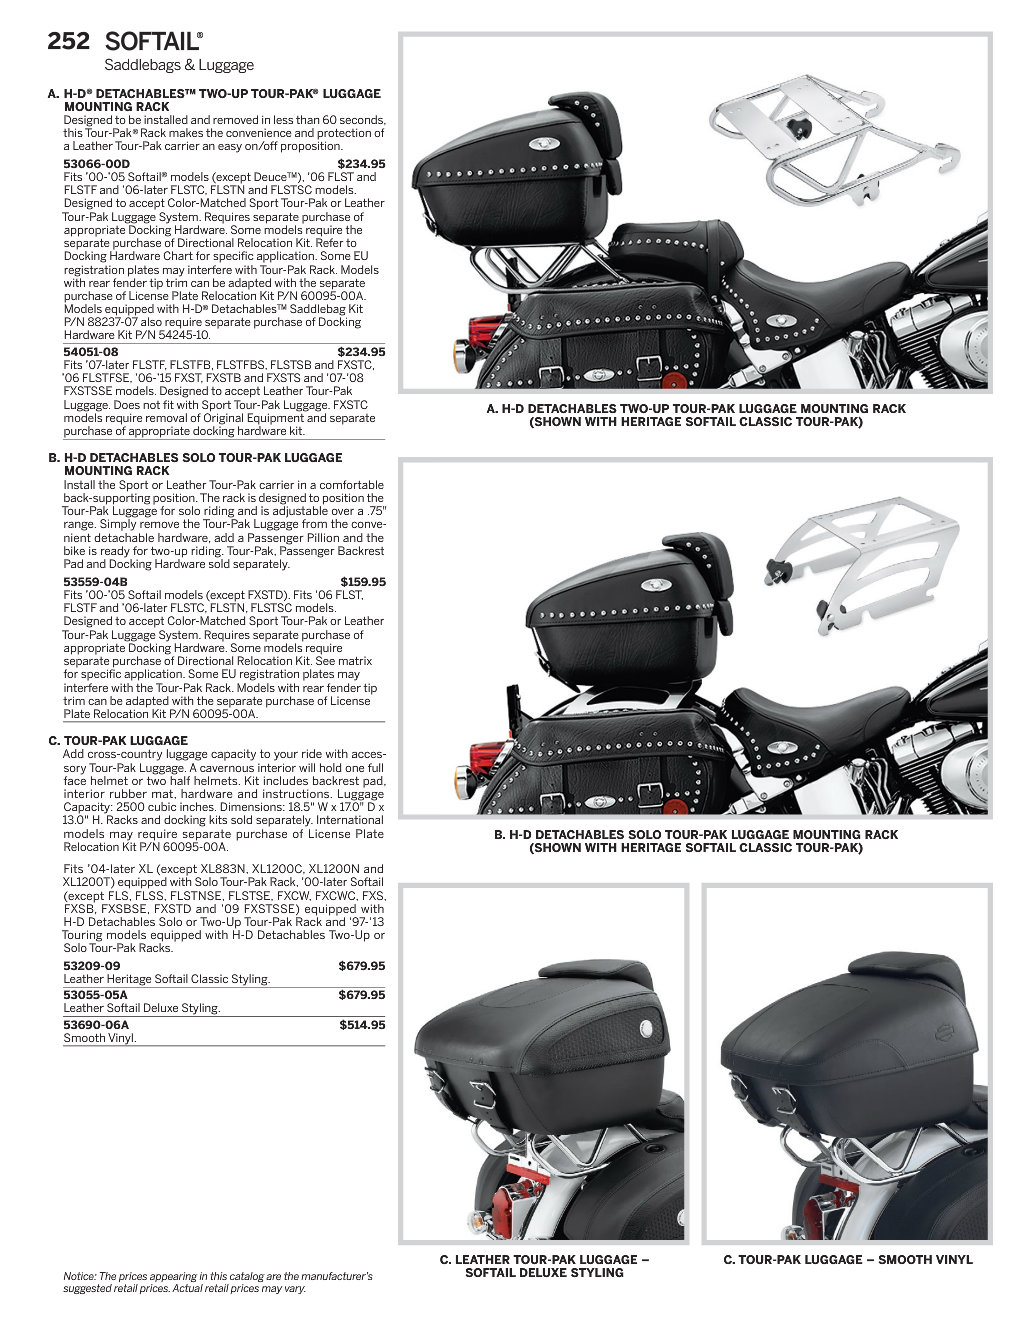 252 SOFTAIL®
Saddlebags & Luggage
A. H-D® DETACHABLES™ TWO-UP TOUR-PAK® LUGGAGE
MOUNTING RACK
Designed to be installed and removed in less than 60 seconds,
this Tour-Pak® Rack makes the convenience and protection of
a Leather Tour-Pak carrier an easy on/off proposition.
53066-00D $234.95
Fits ’00-’05 Softail® models (except Deuce™), ‘06 FLST and
FLSTF and ’06-later FLSTC, FLSTN and FLSTSC models.
Designed to accept Color-Matched Sport Tour-Pak or Leather
Tour-Pak Luggage System. Requires separate purchase of
appropriate Docking Hardware. Some models require the
separate purchase of Directional Relocation Kit. Refer to
Docking Hardware Chart for specific application. Some EU
registration plates may interfere with Tour-Pak Rack. Models
with rear fender tip trim can be adapted with the separate
purchase of License Plate Relocation Kit P/N 60095-00A.
Models equipped with H-D® Detachables™ Saddlebag Kit
P/N 88237-07 also require separate purchase of Docking
Hardware Kit P/N 54245-10.
54051-08 $234.95
Fits ’07-later FLSTF, FLSTFB, FLSTFBS, FLSTSB and FXSTC,
’06 FLSTFSE, ’06-’15 FXST, FXSTB and FXSTS and ‘07-‘08
FXSTSSE models. Designed to accept Leather Tour-Pak
Luggage. Does not fit with Sport Tour-Pak Luggage. FXSTC
models require removal of Original Equipment and separate
purchase of appropriate docking hardware kit.
B. H-D DETACHABLES SOLO TOUR-PAK LUGGAGE
MOUNTING RACK
Install the Sport or Leather Tour-Pak carrier in a comfortable
back-supporting position. The rack is designed to position the
Tour-Pak Luggage for solo riding and is adjustable over a .75"
range. Simply remove the Tour-Pak Luggage from the conve-
nient detachable hardware, add a Passenger Pillion and the
bike is ready for two-up riding. Tour-Pak, Passenger Backrest
Pad and Docking Hardware sold separately.
53559-04B $159.95
Fits ’00-’05 Softail models (except FXSTD). Fits ‘06 FLST,
FLSTF and ’06-later FLSTC, FLSTN, FLSTSC models.
Designed to accept Color-Matched Sport Tour-Pak or Leather
Tour-Pak Luggage System. Requires separate purchase of
appropriate Docking Hardware. Some models require
separate purchase of Directional Relocation Kit. See matrix
for specific application. Some EU registration plates may
interfere with the Tour-Pak Rack. Models with rear fender tip
trim can be adapted with the separate purchase of License
Plate Relocation Kit P/N 60095-00A.
C. TOUR-PAK LUGGAGE
Add cross-country luggage capacity to your ride with acces-
sory Tour-Pak Luggage. A cavernous interior will hold one full
face helmet or two half helmets. Kit includes backrest pad,
interior rubber mat, hardware and instructions. Luggage
Capacity: 2500 cubic inches. Dimensions: 18.5" W x 17.0" D x
13.0" H. Racks and docking kits sold separately. International
models may require separate purchase of License Plate
Relocation Kit P/N 60095-00A.
Fits ’04-later XL (except XL883N, XL1200C, XL1200N and
XL1200T) equipped with Solo Tour-Pak Rack, ’00-later Softail
(except FLS, FLSS, FLSTNSE, FLSTSE, FXCW, FXCWC, FXS,
FXSB, FXSBSE, FXSTD and ’09 FXSTSSE) equipped with
H-D Detachables Solo or Two-Up Tour-Pak Rack and ’97-‘13
Touring models equipped with H-D Detachables Two-Up or
Solo Tour-Pak Racks.
53209-09 $679.95
Leather Heritage Softail Classic Styling.
53055-05A $679.95
Leather Softail Deluxe Styling.
53690-06A $514.95
Smooth Vinyl.
Notice: The prices appearing in this catalog are the manufacturer’s
suggested retail prices. Actual retail prices may vary.
A. H-D DETACHABLES TWO-UP TOUR-PAK LUGGAGE MOUNTING RACK
(SHOWN WITH HERITAGE SOFTAIL CLASSIC TOUR-PAK)
B. H-D DETACHABLES SOLO TOUR-PAK LUGGAGE MOUNTING RACK
(SHOWN WITH HERITAGE SOFTAIL CLASSIC TOUR-PAK)
C. LEATHER TOUR-PAK LUGGAGE –
SOFTAIL DELUXE STYLING
C. TOUR-PAK LUGGAGE – SMOOTH VINYL